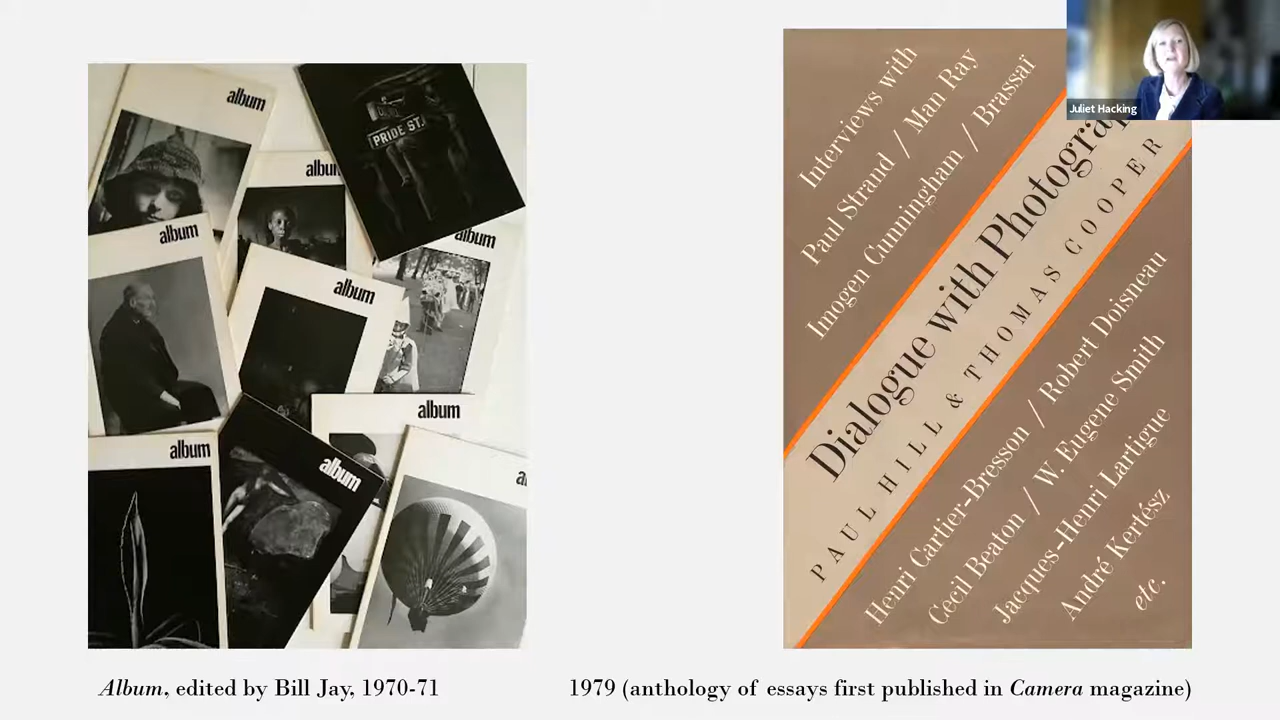 album
PRIDE ST.
album
album
album
album
album
album
album
Interviews with
Paul Strand / Man Ray
Imogen Cunningham / Brassaï
Dialogue with
PAUL HILL & THOMAS COOPER
Henri Cartier-Bresson / Robert Doisneau
Cecil Beaton / W. Eugene Smith
Jacques-Henri Lartigue
André Kertész
etc.
Juliet Hacking
Album, edited by Bill Jay, 1970-71
1979 (anthology of essays first published in Camera magazine)